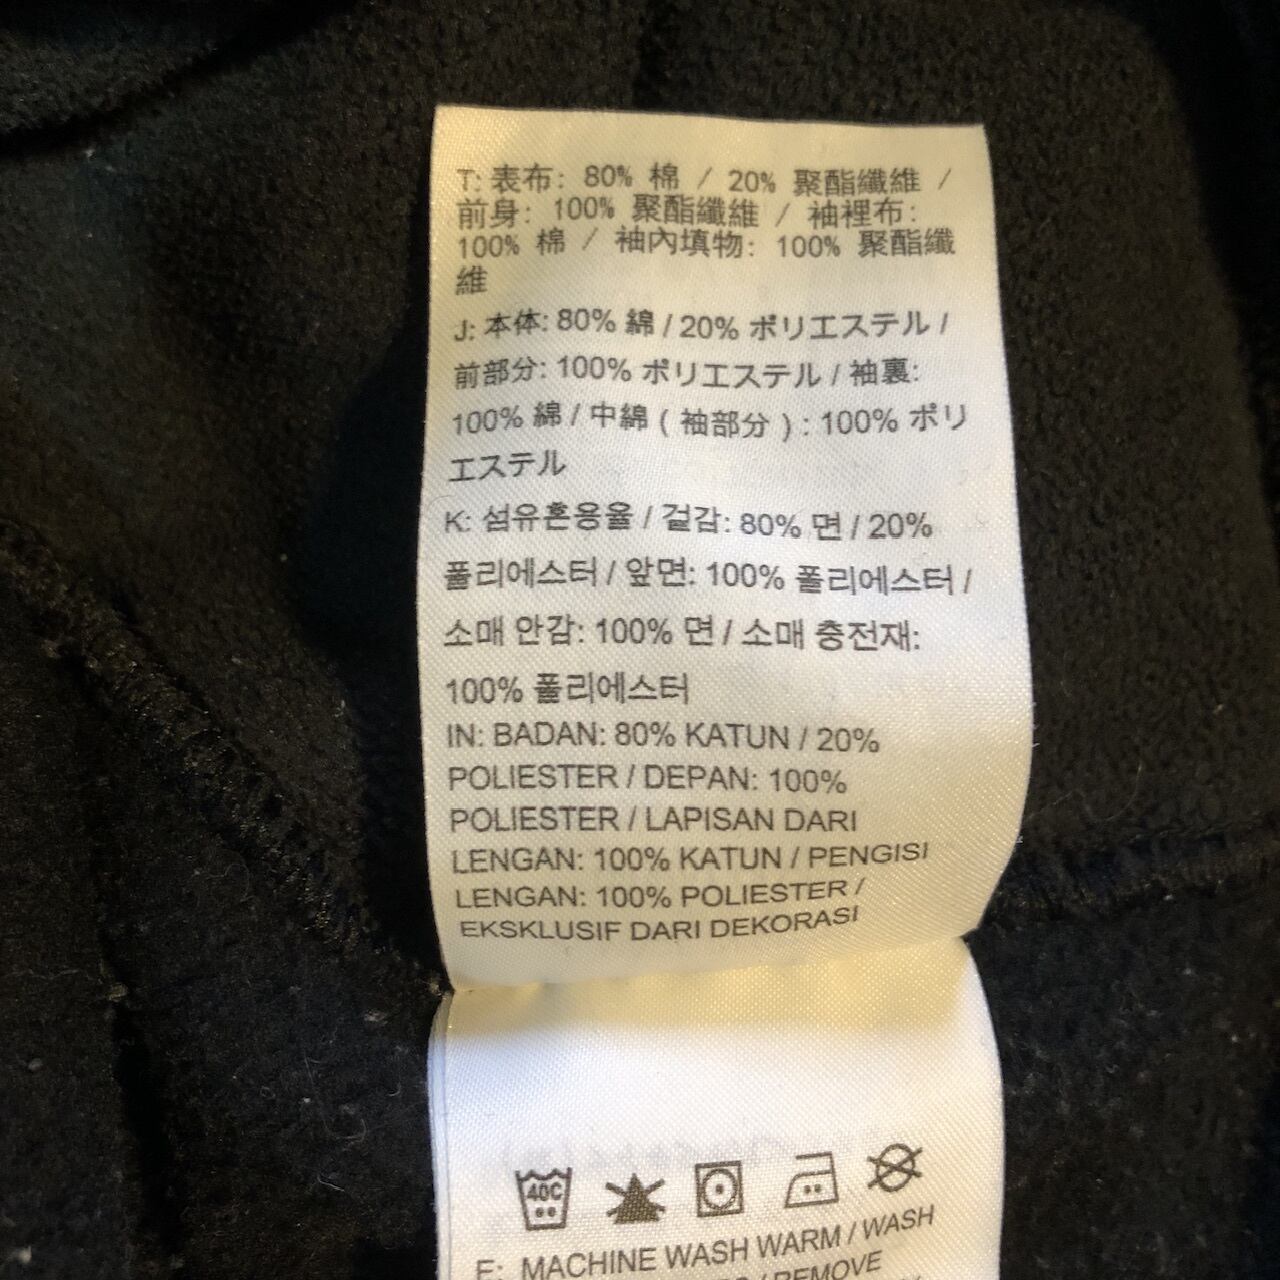 T: 表布: 80% 棉 / 20% 聚酯纖維 /
前身: 100% 聚酯纖維 / 袖裡布:
100% 棉 / 袖內填物: 100% 聚酯纖
維
J: 本体: 80% 綿 / 20% ポリエステル /
前部分: 100% ポリエステル / 袖裏:
100% 綿 / 中綿 ( 袖部分 ) : 100% ポリ
エステル
K: 섬유혼용율 / 겉감: 80% 면 / 20%
폴리에스터 / 앞면: 100% 폴리에스터 /
소매 안감: 100% 면 / 소매 충전재:
100% 폴리에스터
IN: BADAN: 80% KATUN / 20%
POLIESTER / DEPAN: 100%
POLIESTER / LAPISAN DARI
LENGAN: 100% KATUN / PENGISI
LENGAN: 100% POLIESTER /
EKSKLUSIF DARI DEKORASI
40C
E: MACHINE WASH WARM / WASH
/ REMOVE